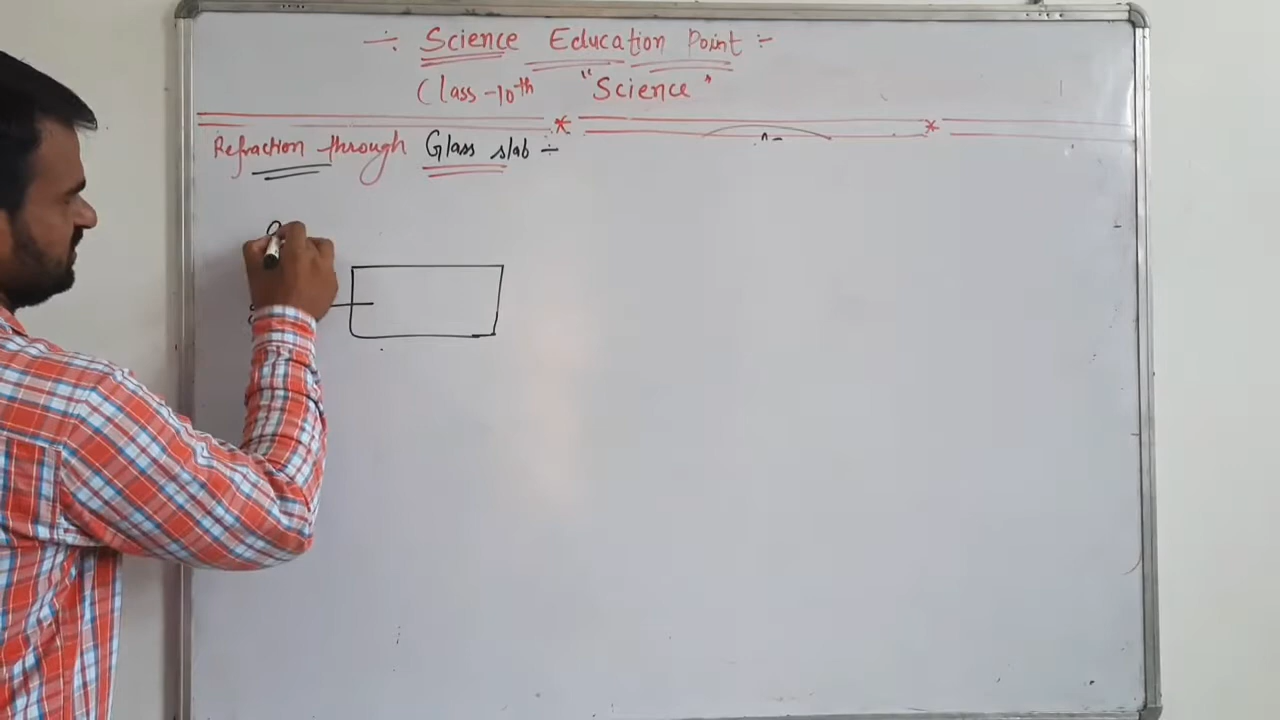 ÷ Science Education Point :-
Class-10th "Science"
Refraction through Glass slab ÷